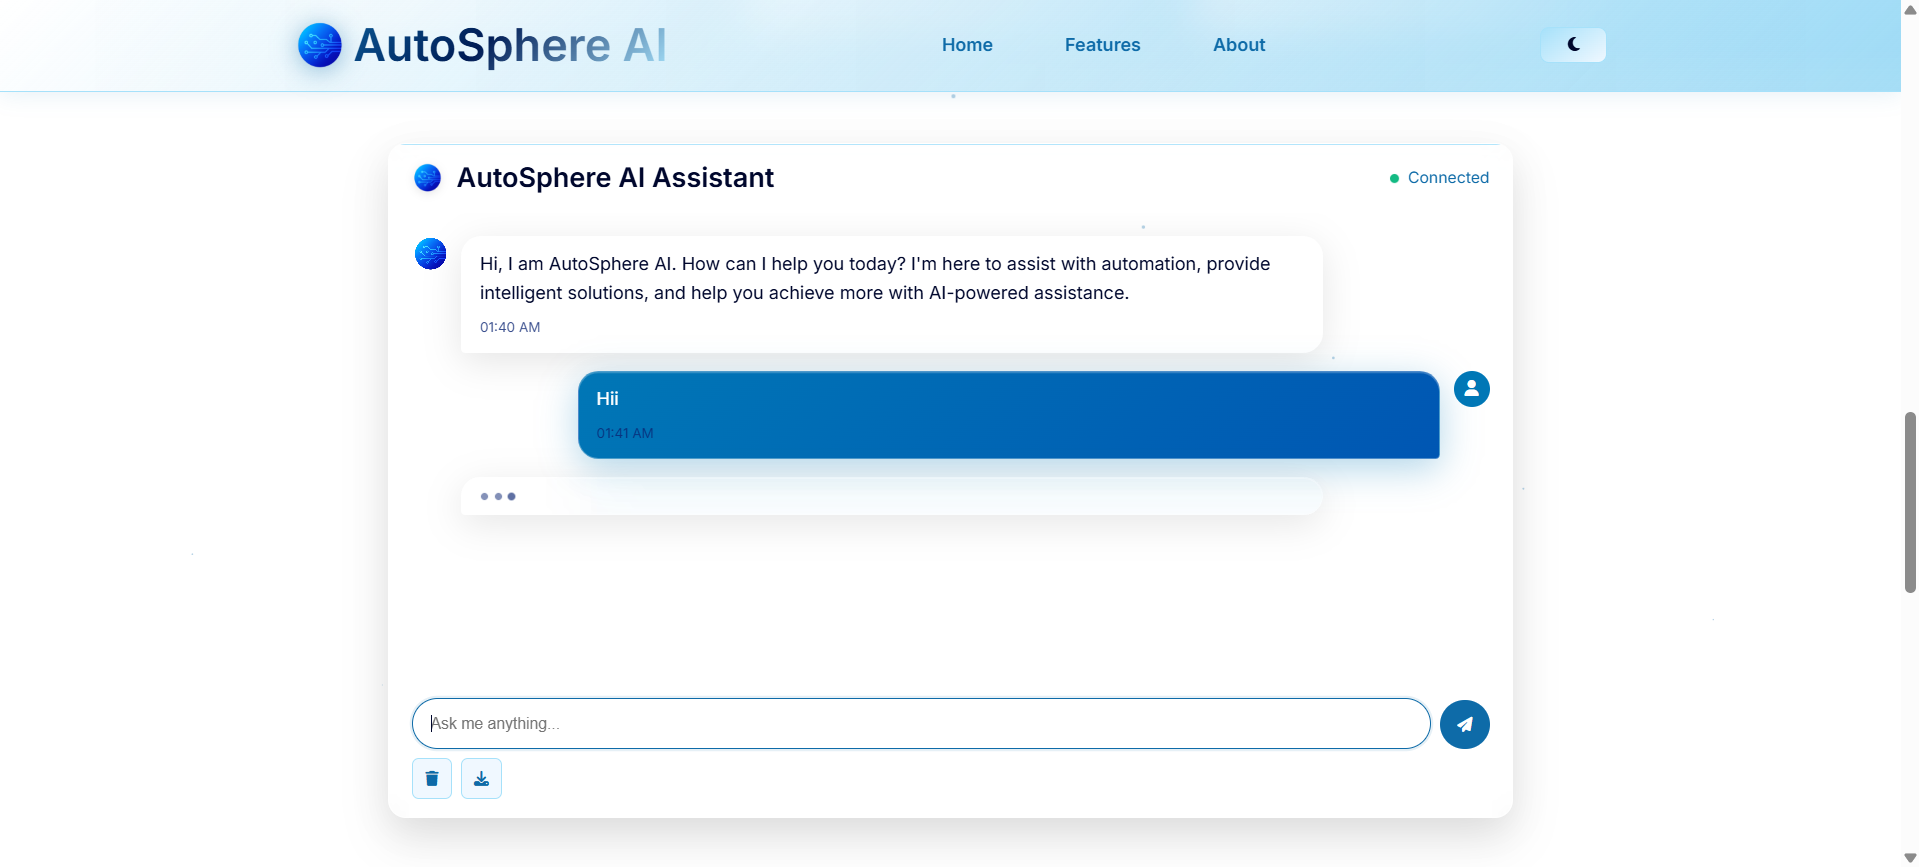 AutoSphere AI
Home
Features
About
AutoSphere AI Assistant
Connected
Hi, I am AutoSphere AI. How can I help you today? I'm here to assist with automation, provide
intelligent solutions, and help you achieve more with AI-powered assistance.
01:40 AM
Hii
01:41 AM
Ask me anything...